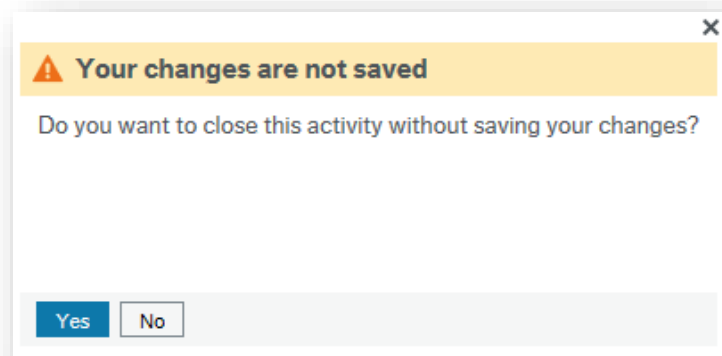 Your changes are not saved
Do you want to close this activity without saving your changes?
Yes No